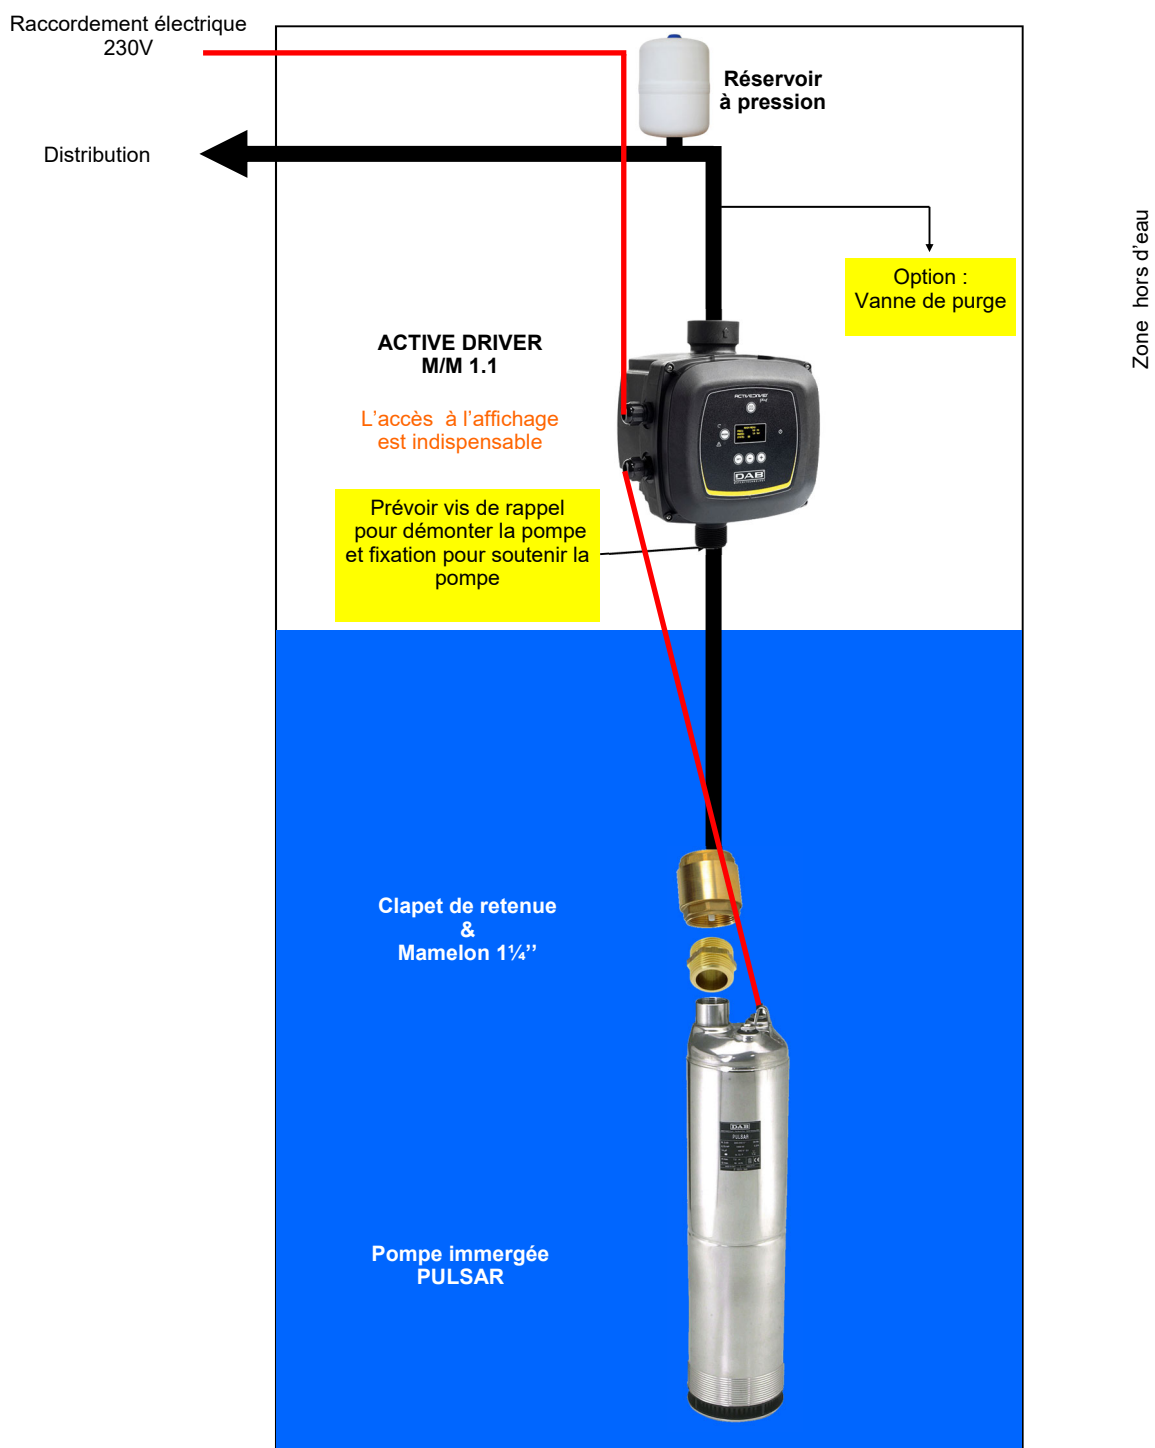 Raccordement électrique
230V
Réservoir
à pression
Distribution
Zone  hors d'eau
Option :
Vanne de purge
ACTIVE DRIVER
M/M 1.1
L'accès  à l'affichage
est indispensable
ACTIVEDRIVER
plus
DAB
Prévoir vis de rappel
pour démonter la pompe
et fixation pour soutenir la
pompe
Clapet de retenue
&
Mamelon 1¼’’
DAB
PULSAR
Pompe immergée
PULSAR